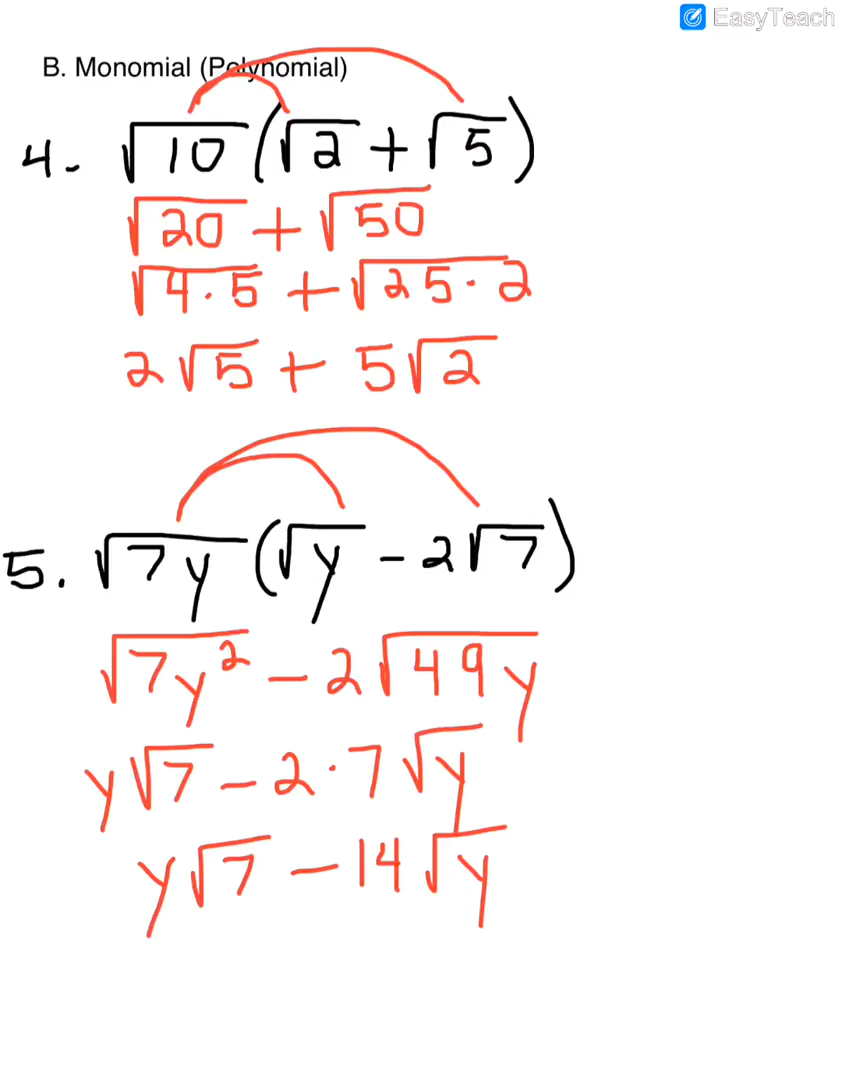 EasyTeach
B. Monomial (Polynomial)
4. √10(√2 + √5)
√20 + √50
√4·5 + √25·2
2√5 + 5√2
5. √7y(√y - 2√7)
√7y² - 2√49y
y√7 - 2·7√y
y√7 - 14√y